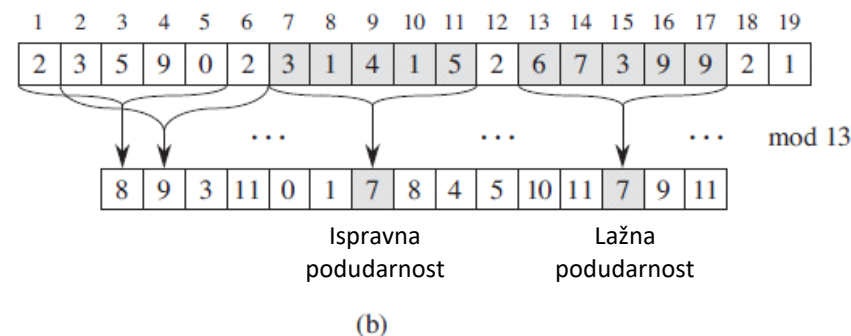 1 2 3 4 5 6 7 8 9 10 11 12 13 14 15 16 17 18 19
2 3 5 9 0 2 3 1 4 1 5 2 6 7 3 9 9 2 1
... ... ... mod 13
8 9 3 11 0 1 7 8 4 5 10 11 7 9 11
Ispravna Lažna
podudarnost podudarnost
(b)